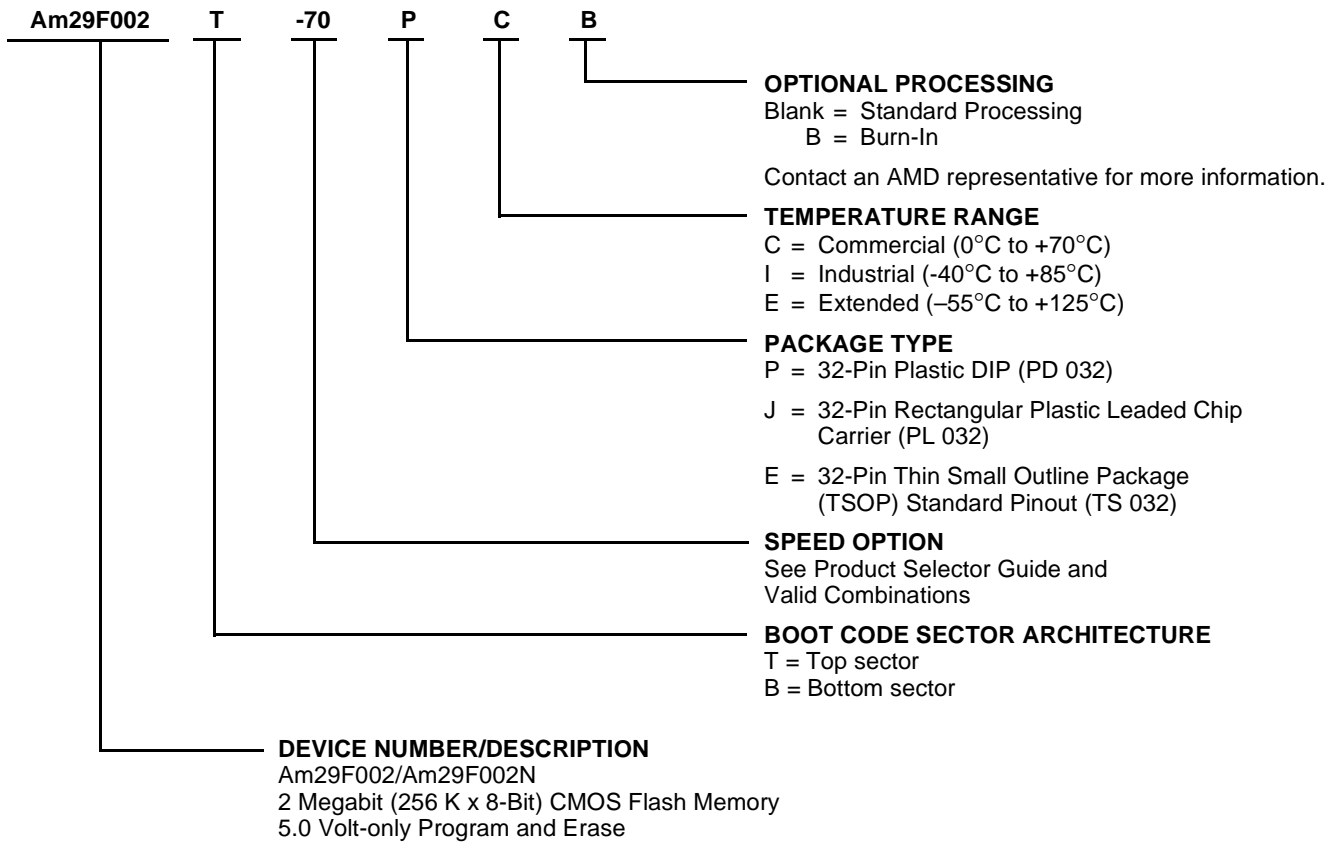 Am29F002 T -70 P C B
OPTIONAL PROCESSING
Blank = Standard Processing
B = Burn-In
Contact an AMD representative for more information.
TEMPERATURE RANGE
C = Commercial (0°C to +70°C)
I = Industrial (-40°C to +85°C)
E = Extended (–55°C to +125°C)
PACKAGE TYPE
P = 32-Pin Plastic DIP (PD 032)
J = 32-Pin Rectangular Plastic Leaded Chip
Carrier (PL 032)
E = 32-Pin Thin Small Outline Package
(TSOP) Standard Pinout (TS 032)
SPEED OPTION
See Product Selector Guide and
Valid Combinations
BOOT CODE SECTOR ARCHITECTURE
T = Top sector
B = Bottom sector
DEVICE NUMBER/DESCRIPTION
Am29F002/Am29F002N
2 Megabit (256 K x 8-Bit) CMOS Flash Memory
5.0 Volt-only Program and Erase